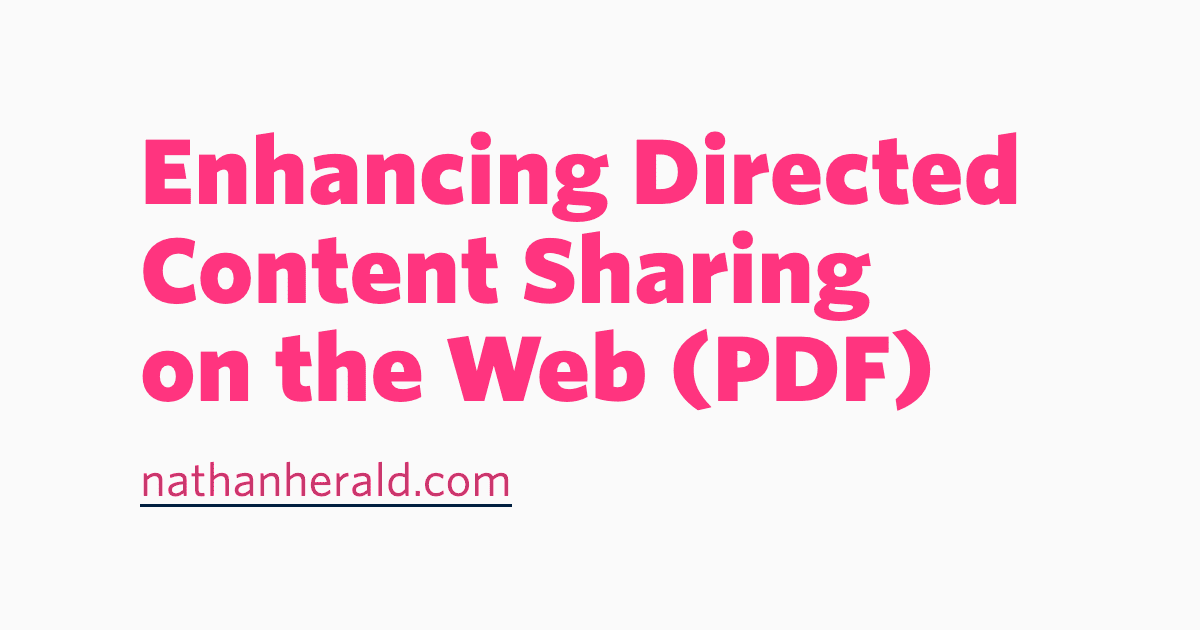 Enhancing Directed
Content Sharing
on the Web (PDF)
nathanherald.com